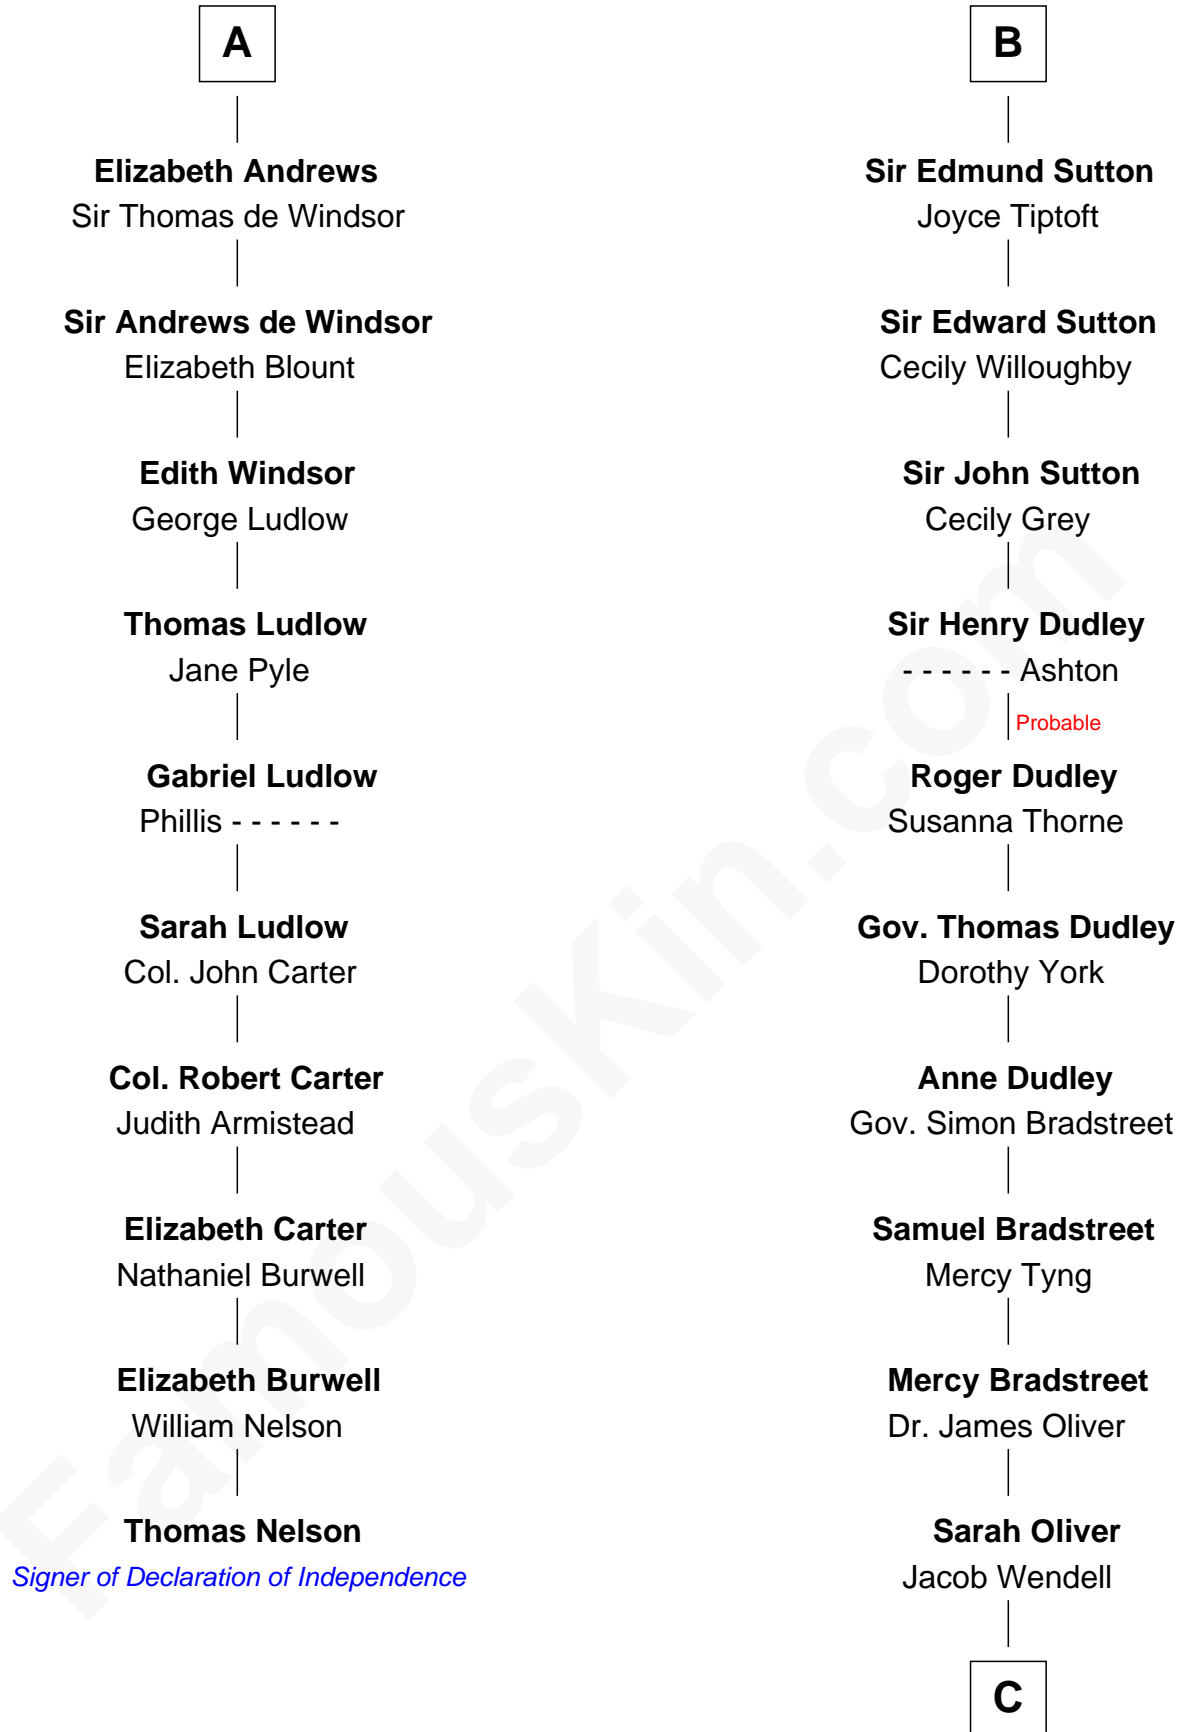 A
Elizabeth Andrews
Sir Thomas de Windsor
Sir Andrews de Windsor
Elizabeth Blount
Edith Windsor
George Ludlow
Thomas Ludlow
Jane Pyle
Gabriel Ludlow
Phillis - - - - - -
Sarah Ludlow
Col. John Carter
Col. Robert Carter
Judith Armistead
Elizabeth Carter
Nathaniel Burwell
Elizabeth Burwell
William Nelson
Thomas Nelson
Signer of Declaration of Independence
B
Sir Edmund Sutton
Joyce Tiptoft
Sir Edward Sutton
Cecily Willoughby
Sir John Sutton
Cecily Grey
Sir Henry Dudley
- - - - - - Ashton
Probable
Roger Dudley
Susanna Thorne
Gov. Thomas Dudley
Dorothy York
Anne Dudley
Gov. Simon Bradstreet
Samuel Bradstreet
Mercy Tyng
Mercy Bradstreet
Dr. James Oliver
Sarah Oliver
Jacob Wendell
C
FamousKin.com